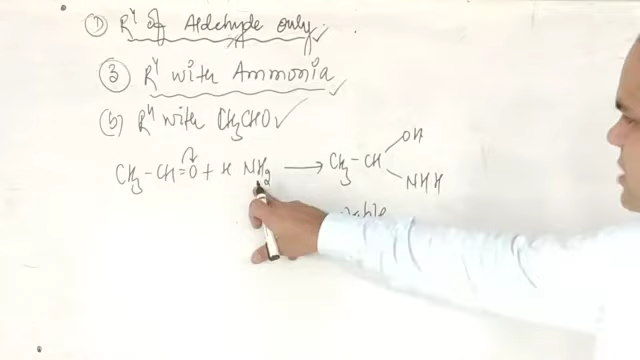 ① Rⁿ of Aldehyde only
③ Rⁿ with Ammonia
(b) Rⁿ with CH₃CHO
CH₃-CH=O + H NH₂ → CH₃-CH
OH
NHH